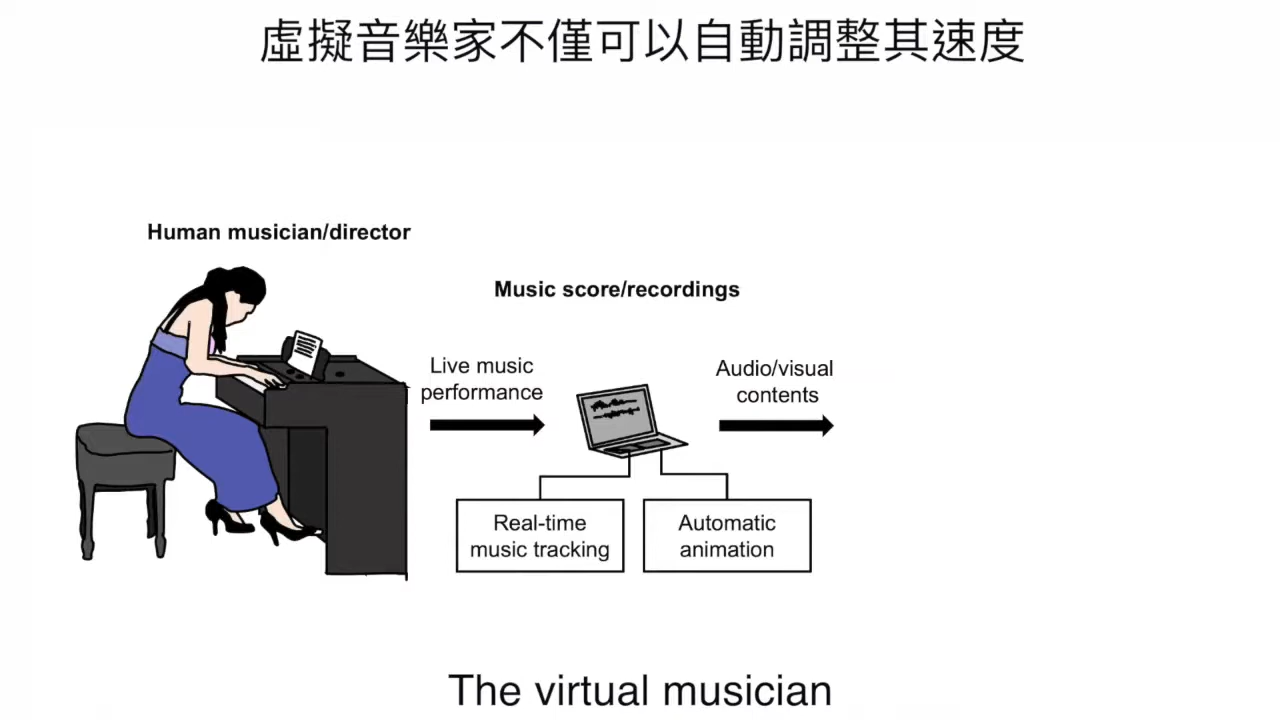 虛擬音樂家不僅可以自動調整其速度
Human musician/director
Music score/recordings
Live music
performance
Audio/visual
contents
Real-time
music tracking
Automatic
animation
The virtual musician